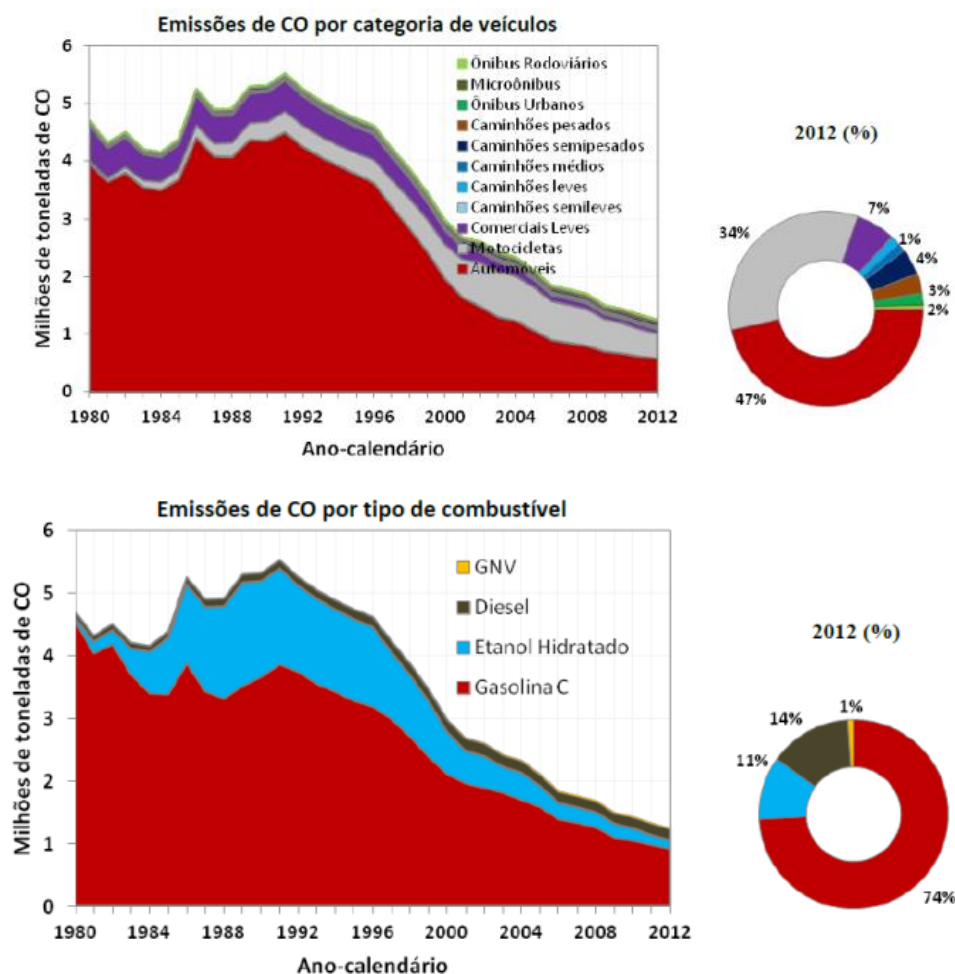 Emissões de CO por categoria de veículos
Milhões de toneladas de CO
6
5
4
3
2
1
0
Ônibus Rodoviários
Microônibus
Ônibus Urbanos
Caminhões pesados
Caminhões semipesados
Caminhões médios
Caminhões leves
Caminhões semileves
Comerciais Leves
Motocicletas
Automóveis
1980 1984 1988 1992 1996 2000 2004 2008 2012
Ano-calendário
2012 (%)
34%
7%
1%
4%
3%
2%
47%
Emissões de CO por tipo de combustível
Milhões de toneladas de CO
6
5
4
3
2
1
0
GNV
Diesel
Etanol Hidratado
Gasolina C
1980 1984 1988 1992 1996 2000 2004 2008 2012
Ano-calendário
2012 (%)
1%
14%
11%
74%